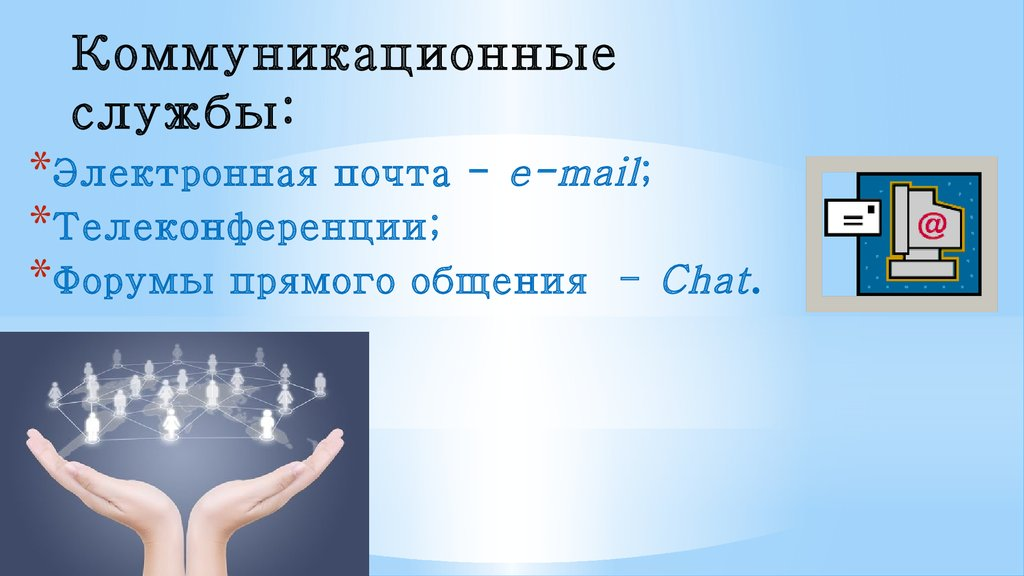 Коммуникационные
службы:
*Электронная почта - e-mail;
*Телеконференции;
*Форумы прямого общения - Chat.
@